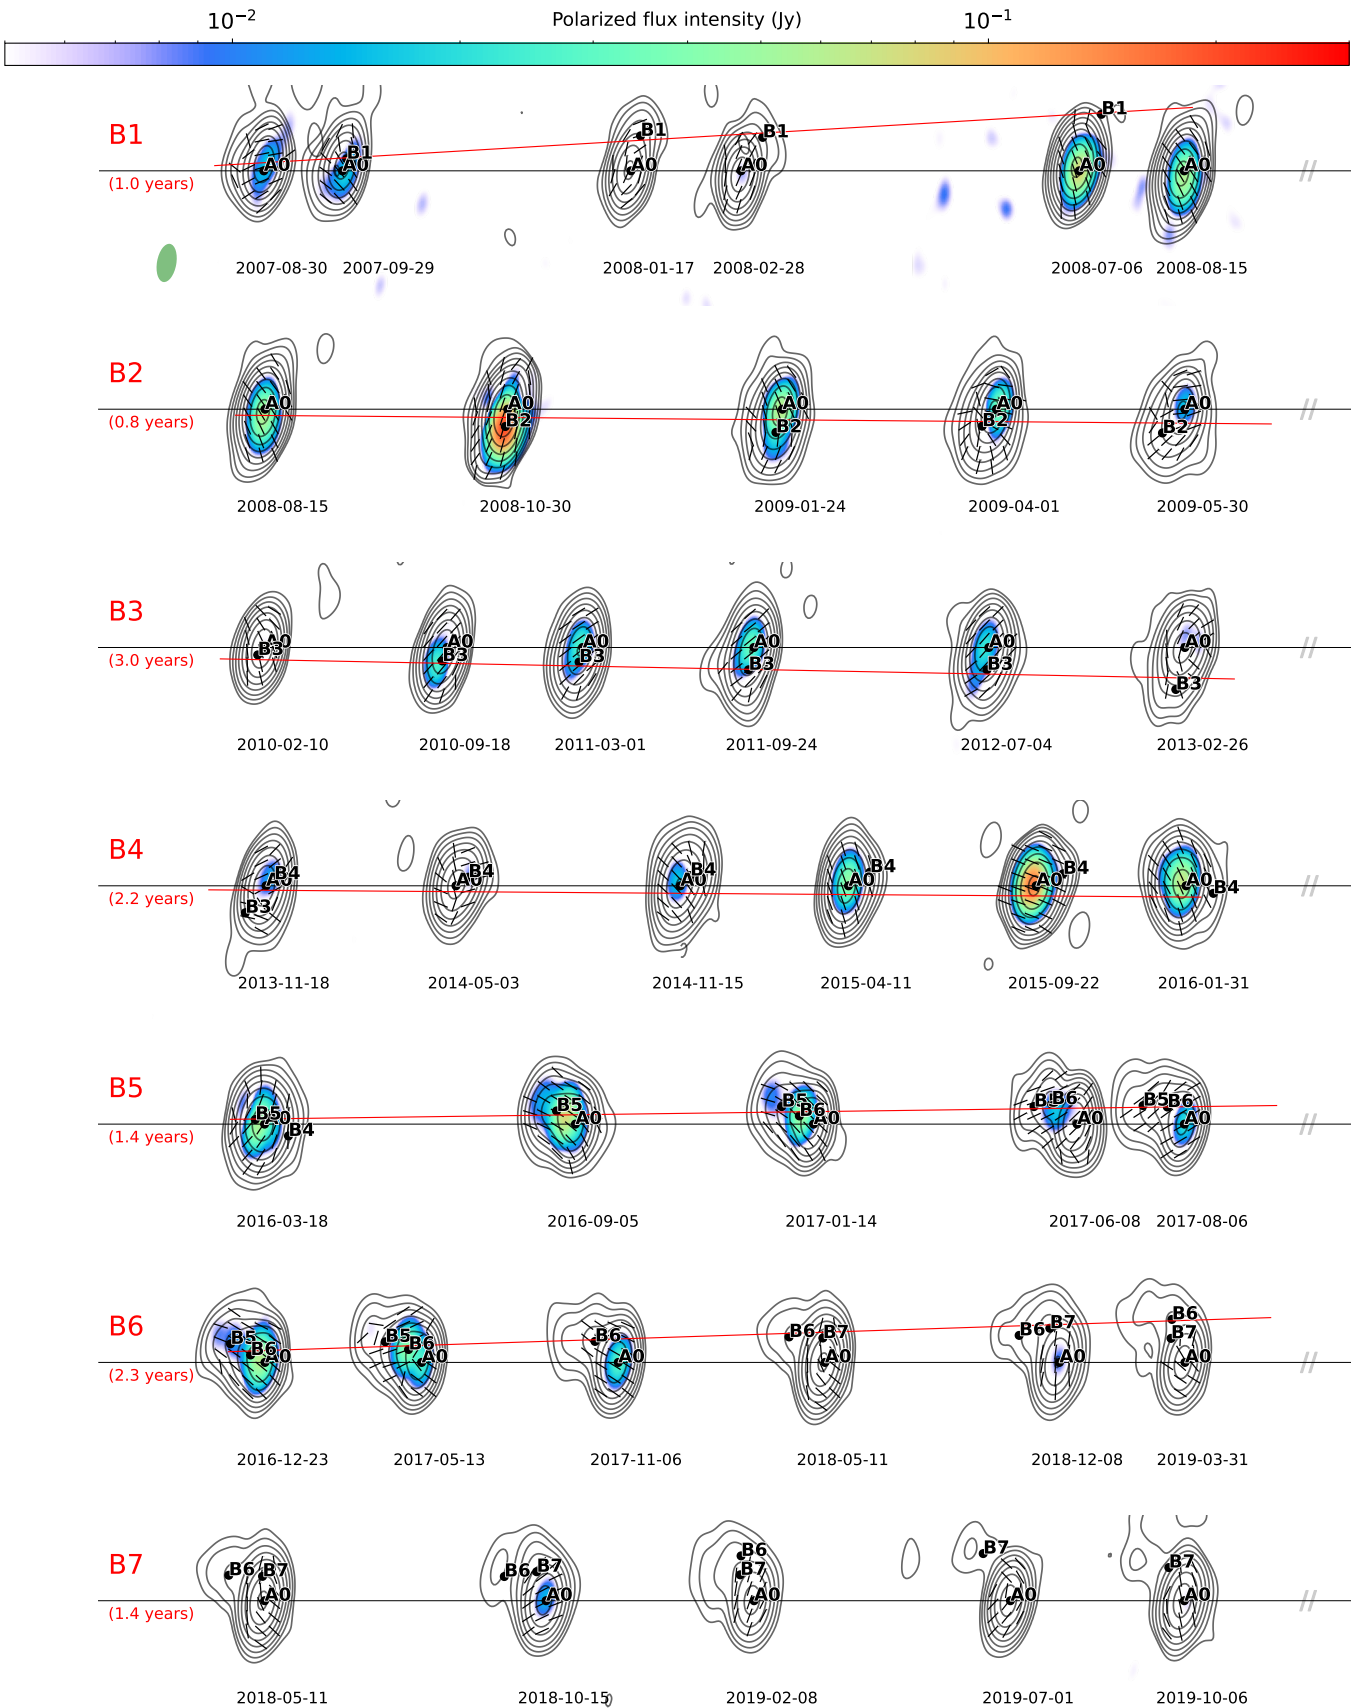 10⁻² Polarized flux intensity (Jy) 10⁻¹
B1
(1.0 years)
A0 B1 A0 B1 A0 B1 A0 A0 B1 A0
2007-08-30 2007-09-29 2008-01-17 2008-02-28 2008-07-06 2008-08-15
B2
(0.8 years)
A0 A0 B2 A0 B2 A0 B2 A0 B2
2008-08-15 2008-10-30 2009-01-24 2009-04-01 2009-05-30
B3
(3.0 years)
A0 B3 A0 B3 A0 B3 A0 B3 A0 B3 A0 B3
2010-02-10 2010-09-18 2011-03-01 2011-09-24 2012-07-04 2013-02-26
B4
(2.2 years)
B4 A0 B3 B4 A0 B4 A0 B4 A0 B4 A0 A0 B4
2013-11-18 2014-05-03 2014-11-15 2015-04-11 2015-09-22 2016-01-31
B5
(1.4 years)
B5 A0 B4 B5 A0 B5 B6 A0 B5 B6 A0 B5 B6 A0
2016-03-18 2016-09-05 2017-01-14 2017-06-08 2017-08-06
B6
(2.3 years)
B5 B6 A0 B5 B6 A0 B6 A0 B6 B7 A0 B6 B7 A0 B6 B7 A0
2016-12-23 2017-05-13 2017-11-06 2018-05-11 2018-12-08 2019-03-31
B7
(1.4 years)
B6 B7 A0 B6 B7 A0 B6 B7 A0 B7 A0 B7 A0
2018-05-11 2018-10-15 2019-02-08 2019-07-01 2019-10-06